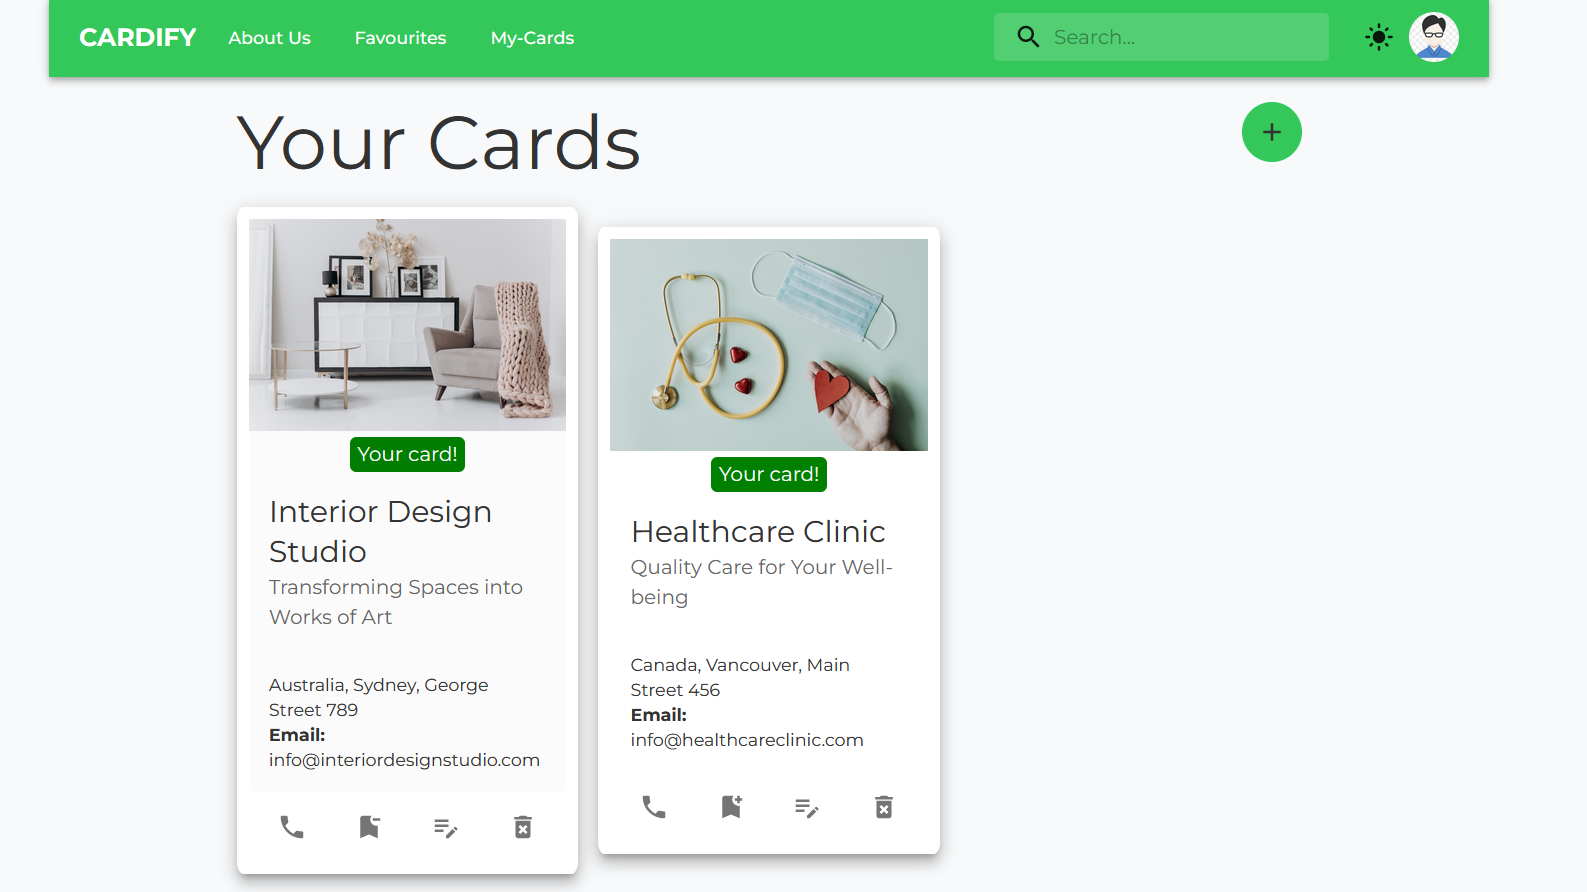 CARDIFY About Us Favourites My-Cards Search...
Your Cards
Your card!
Interior Design
Studio
Transforming Spaces into
Works of Art
Australia, Sydney, George
Street 789
Email:
info@interiordesignstudio.com
Your card!
Healthcare Clinic
Quality Care for Your Well-
being
Canada, Vancouver, Main
Street 456
Email:
info@healthcareclinic.com